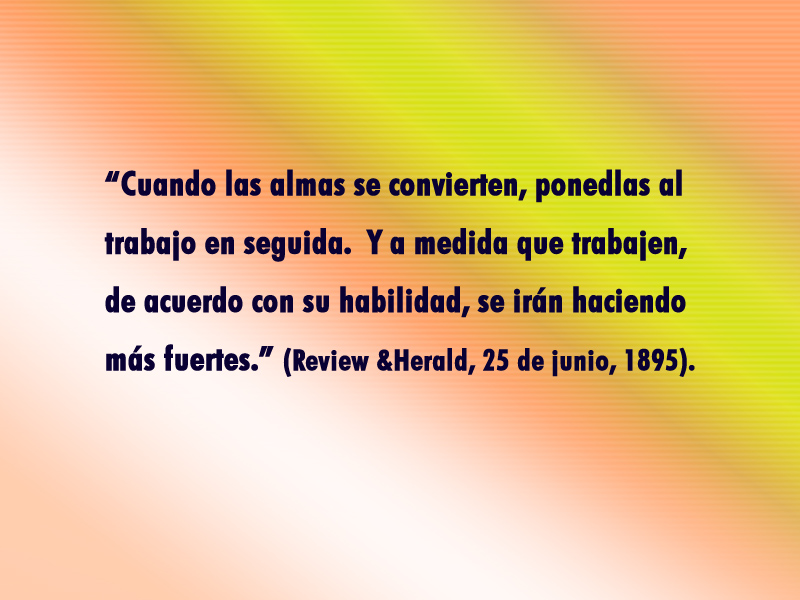 “Cuando las almas se convierten, ponedlas al
trabajo en seguida.  Y a medida que trabajen,
de acuerdo con su habilidad, se irán haciendo
más fuertes.” (Review &Herald, 25 de junio, 1895).